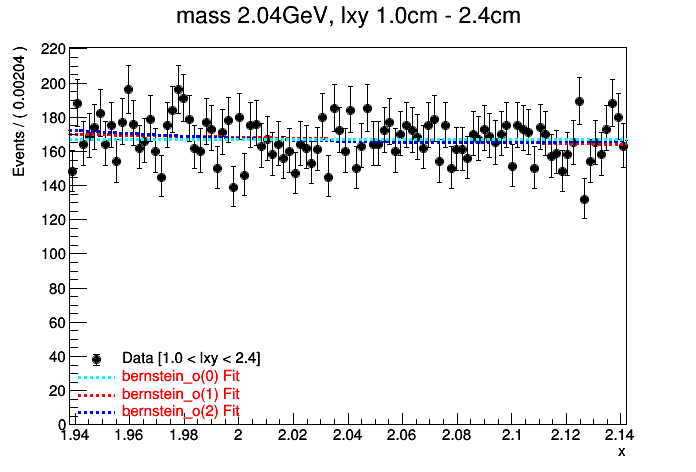 mass 2.04GeV, lxy 1.0cm - 2.4cm
Events / ( 0.00204 )
220
200
180
160
140
120
100
80
60
40
20
0
Data [1.0 < lxy < 2.4]
bernstein_o(0) Fit
bernstein_o(1) Fit
bernstein_o(2) Fit
1.94 1.96 1.98 2 2.02 2.04 2.06 2.08 2.1 2.12 2.14
x